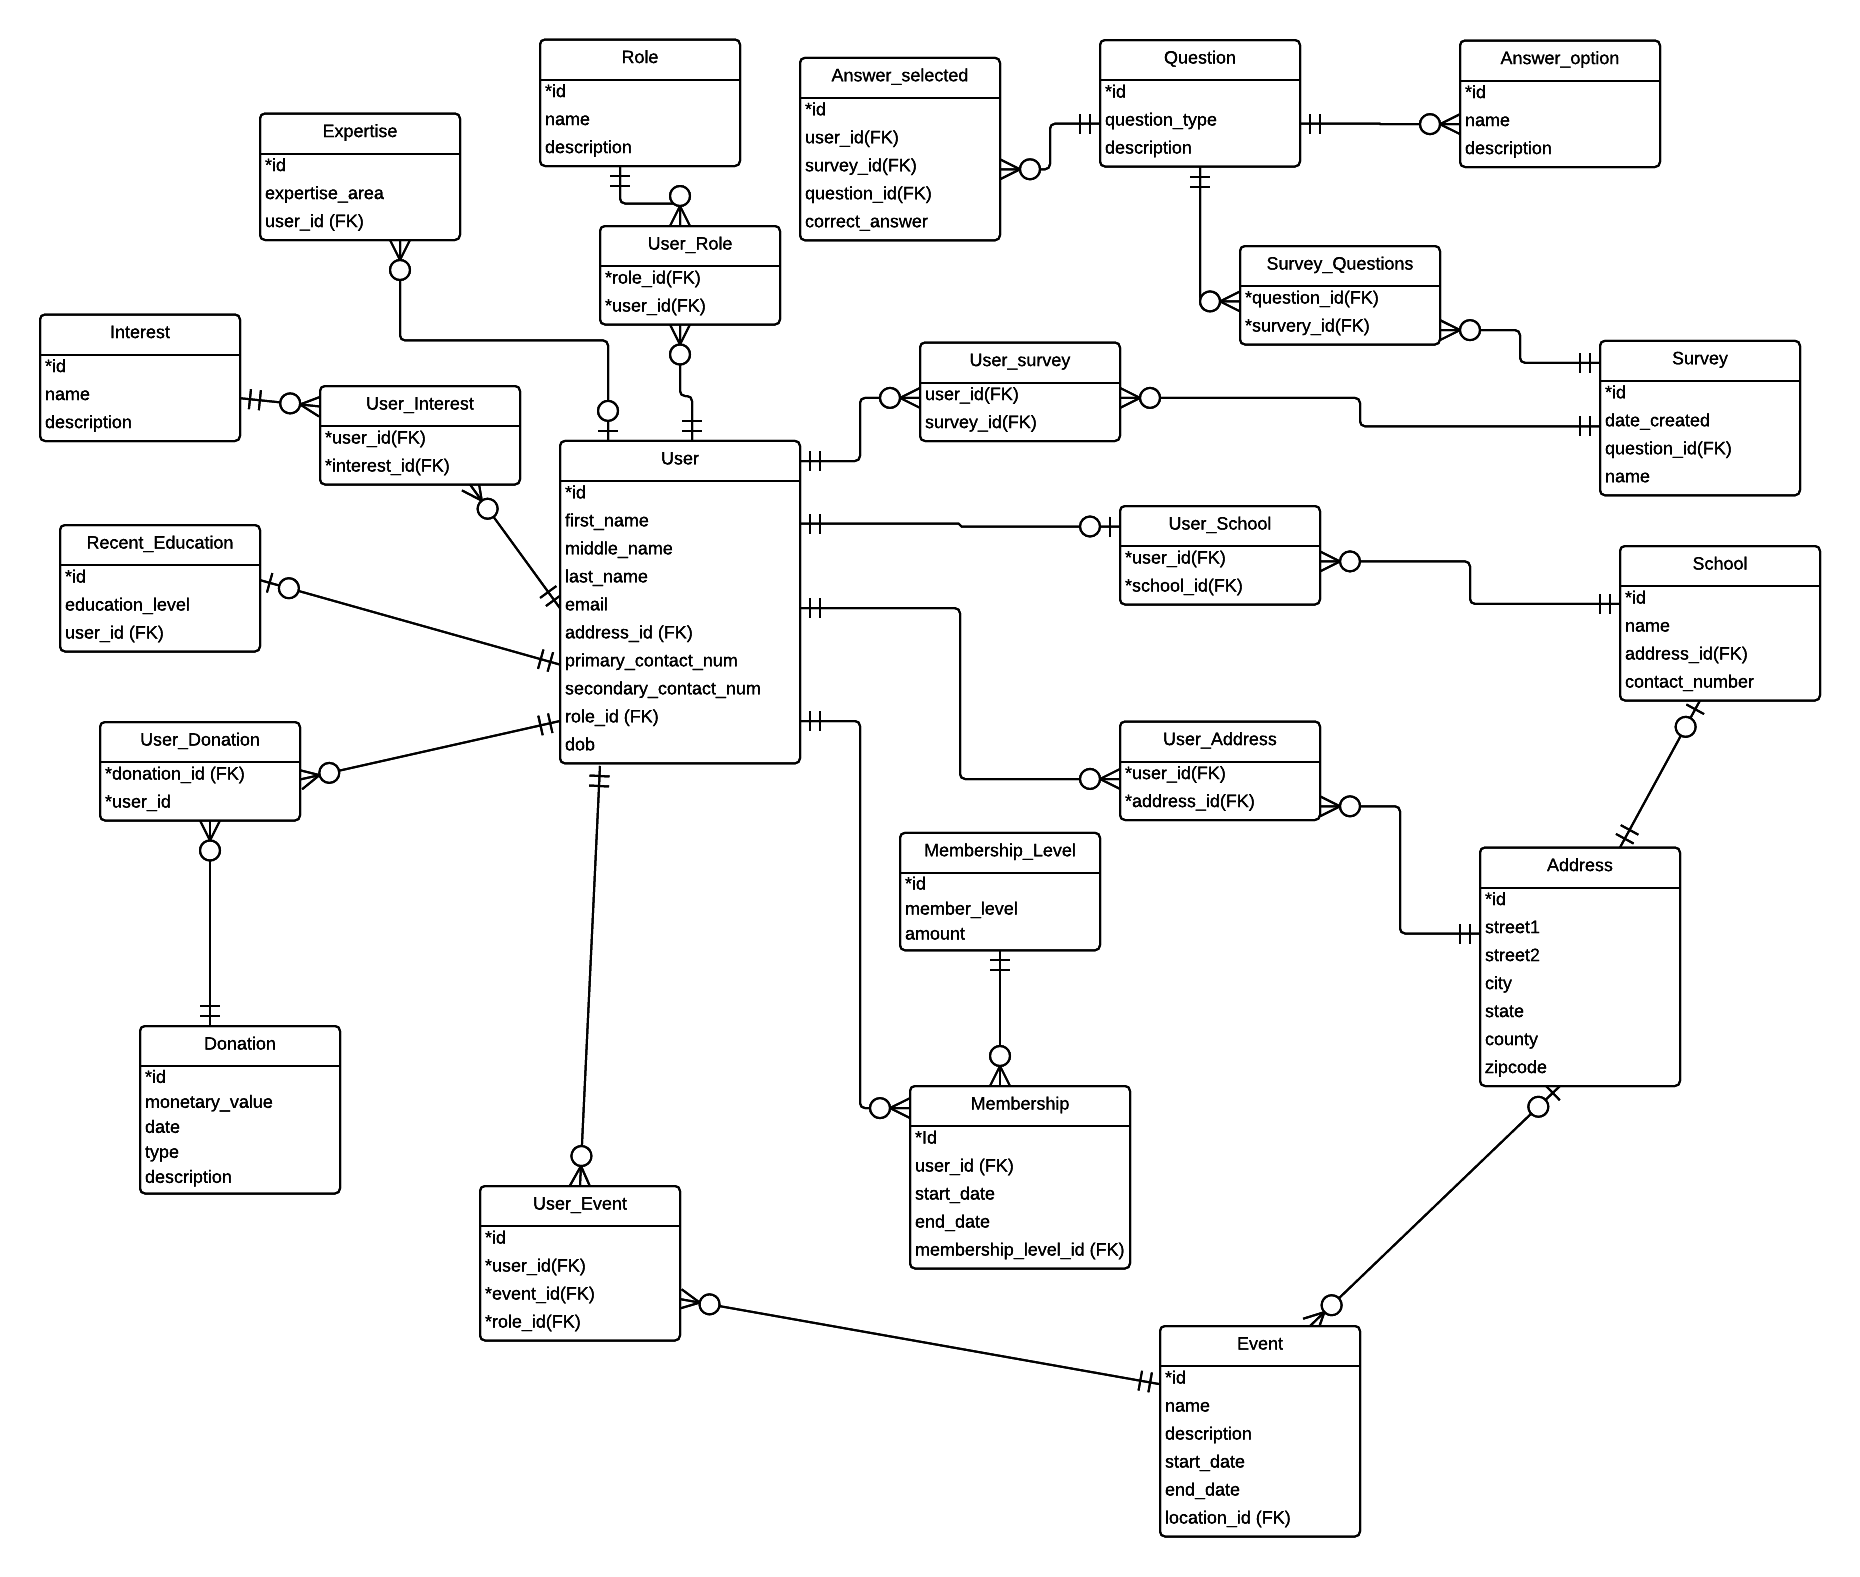 Role
*id
name
description
Question
*id
question_type
description
Answer_option
*id
name
description
Answer_selected
*id
user_id(FK)
survey_id(FK)
question_id(FK)
correct_answer
Expertise
*id
expertise_area
user_id (FK)
User_Role
*role_id(FK)
*user_id(FK)
Survey_Questions
*question_id(FK)
*survery_id(FK)
Interest
*id
name
description
User_Interest
*user_id(FK)
*interest_id(FK)
User_survey
user_id(FK)
survey_id(FK)
Survey
*id
date_created
question_id(FK)
name
User
*id
first_name
middle_name
last_name
email
address_id (FK)
primary_contact_num
secondary_contact_num
role_id (FK)
dob
Recent_Education
*id
education_level
user_id (FK)
User_School
*user_id(FK)
*school_id(FK)
School
*id
name
address_id(FK)
contact_number
User_Donation
*donation_id (FK)
*user_id
User_Address
*user_id(FK)
*address_id(FK)
Membership_Level
*id
member_level
amount
Address
*id
street1
street2
city
state
county
zipcode
Donation
*id
monetary_value
date
type
description
Membership
*Id
user_id (FK)
start_date
end_date
membership_level_id (FK)
User_Event
*id
*user_id(FK)
*event_id(FK)
*role_id(FK)
Event
*id
name
description
start_date
end_date
location_id (FK)